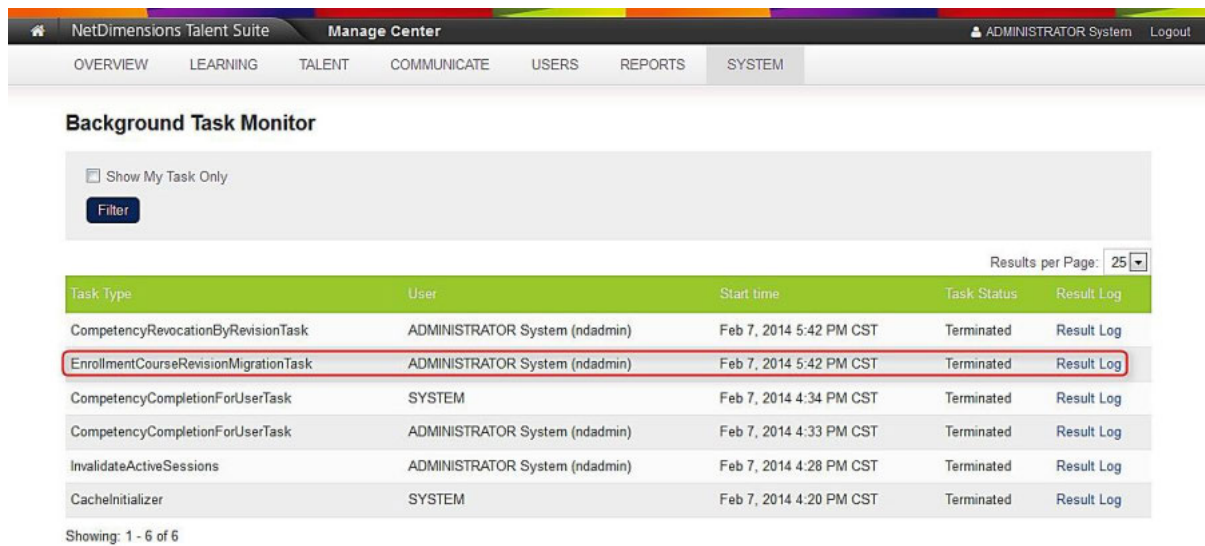 NetDimensions Talent Suite Manage Center ADMINISTRATOR System Logout
OVERVIEW LEARNING TALENT COMMUNICATE USERS REPORTS SYSTEM
Background Task Monitor
Show My Task Only
Filter
Results per Page: 25
Task Type User Start time Task Status Result Log
CompetencyRevocationByRevisionTask ADMINISTRATOR System (ndadmin) Feb 7, 2014 5:42 PM CST Terminated Result Log
EnrollmentCourseRevisionMigrationTask ADMINISTRATOR System (ndadmin) Feb 7, 2014 5:42 PM CST Terminated Result Log
CompetencyCompletionForUserTask SYSTEM Feb 7, 2014 4:34 PM CST Terminated Result Log
CompetencyCompletionForUserTask ADMINISTRATOR System (ndadmin) Feb 7, 2014 4:33 PM CST Terminated Result Log
InvalidateActiveSessions ADMINISTRATOR System (ndadmin) Feb 7, 2014 4:28 PM CST Terminated Result Log
CacheInitializer SYSTEM Feb 7, 2014 4:20 PM CST Terminated Result Log
Showing: 1 - 6 of 6